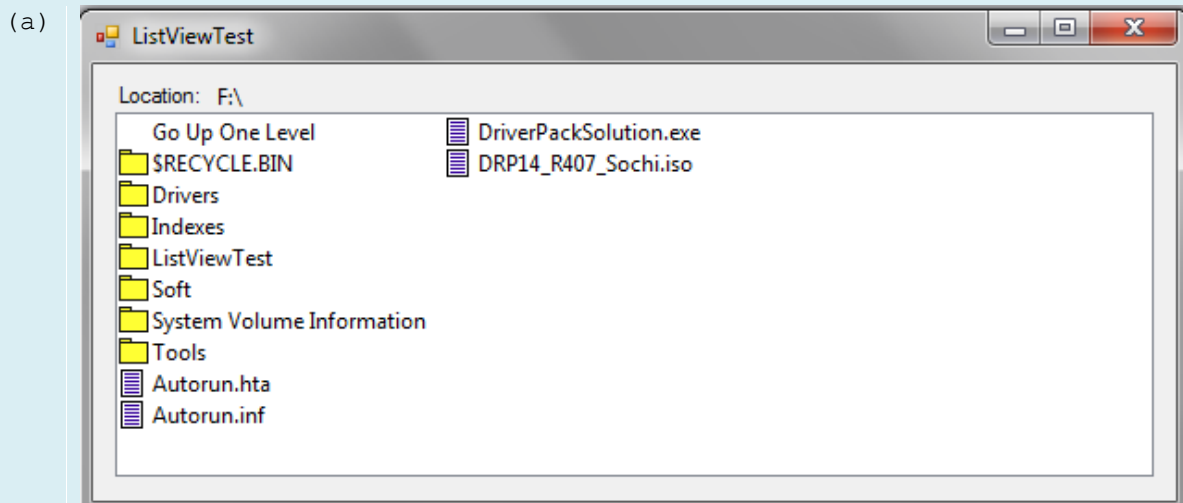 (a)
ListViewTest
Location: F:\
Go Up One Level
$RECYCLE.BIN
Drivers
Indexes
ListViewTest
Soft
System Volume Information
Tools
Autorun.hta
Autorun.inf
DriverPackSolution.exe
DRP14_R407_Sochi.iso